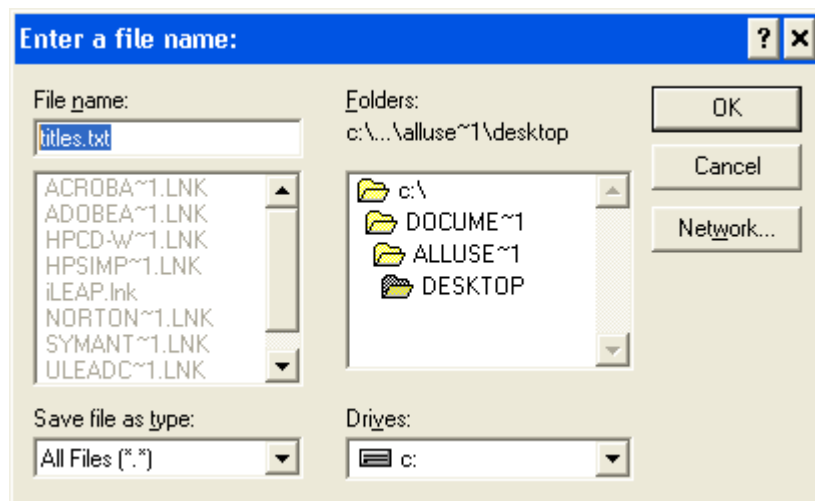 Enter a file name:
File name:
titles.txt
ACROBA~1.LNK
ADOBEA~1.LNK
HPCD-W~1.LNK
HPSIMP~1.LNK
iLEAP.lnk
NORTON~1.LNK
SYMANT~1.LNK
ULEADC~1.LNK
Save file as type:
All Files (*.*)
Folders:
c:\...\alluse~1\desktop
c:\
DOCUME~1
ALLUSE~1
DESKTOP
Drives:
c:
OK
Cancel
Network...